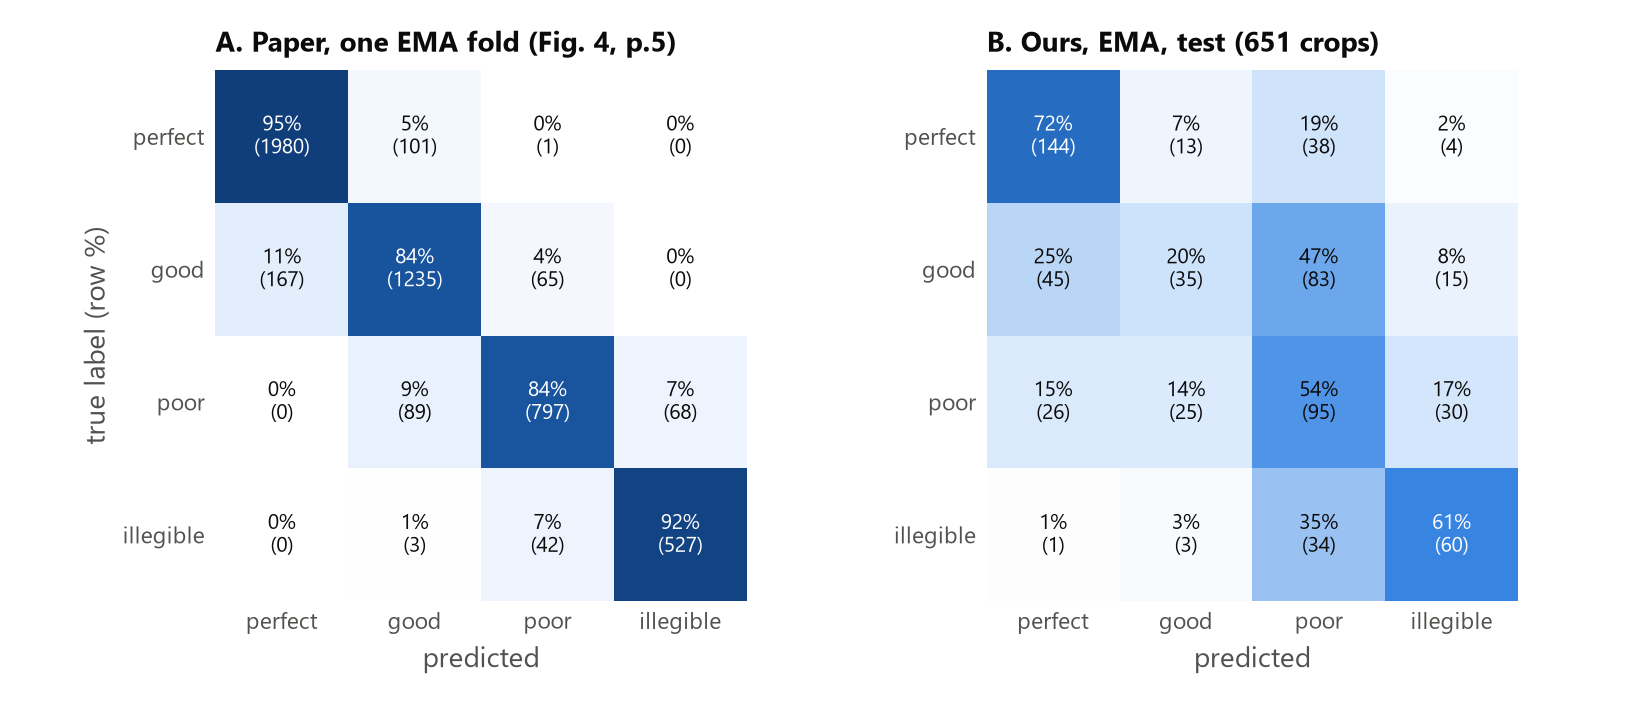 A. Paper, one EMA fold (Fig. 4, p.5)
true label (row %)
perfect
95% 5% 0% 0%
(1980) (101) (1) (0)
good
11% 84% 4% 0%
(167) (1235) (65) (0)
poor
0% 9% 84% 7%
(0) (89) (797) (68)
illegible
0% 1% 7% 92%
(0) (3) (42) (527)
perfect good poor illegible
predicted
B. Ours, EMA, test (651 crops)
perfect
72% 7% 19% 2%
(144) (13) (38) (4)
good
25% 20% 47% 8%
(45) (35) (83) (15)
poor
15% 14% 54% 17%
(26) (25) (95) (30)
illegible
1% 3% 35% 61%
(1) (3) (34) (60)
perfect good poor illegible
predicted